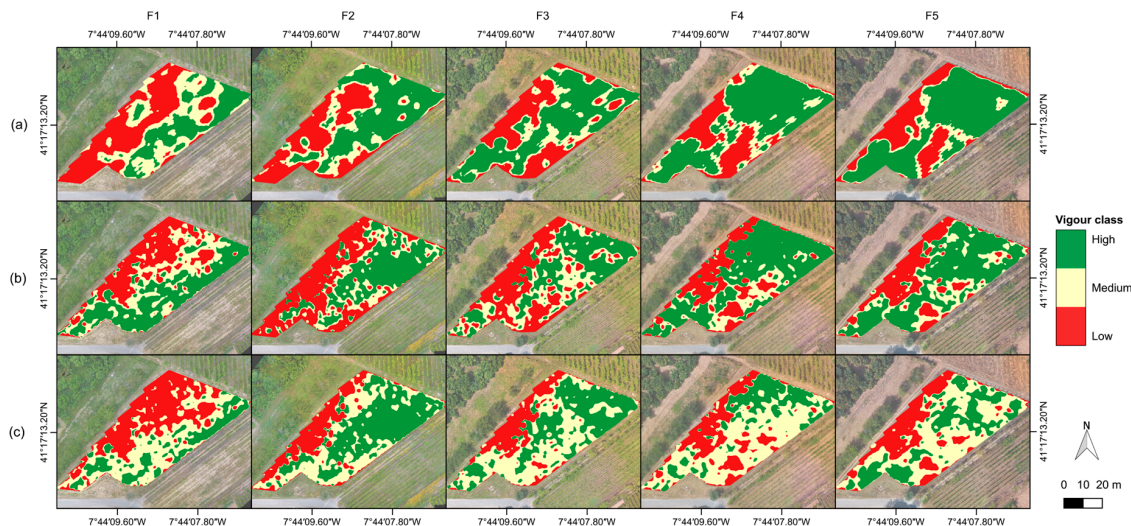 F1 F2 F3 F4 F5
7°44'09.60"W 7°44'07.80"W 7°44'09.60"W 7°44'07.80"W 7°44'09.60"W 7°44'07.80"W 7°44'09.60"W 7°44'07.80"W 7°44'09.60"W 7°44'07.80"W
(a) 41°17'13.20"N 41°17'13.20"N
(b) 41°17'13.20"N 41°17'13.20"N
(c) 41°17'13.20"N 41°17'13.20"N
Vigour class
High
Medium
Low
N
0 10 20 m
7°44'09.60"W 7°44'07.80"W 7°44'09.60"W 7°44'07.80"W 7°44'09.60"W 7°44'07.80"W 7°44'09.60"W 7°44'07.80"W 7°44'09.60"W 7°44'07.80"W